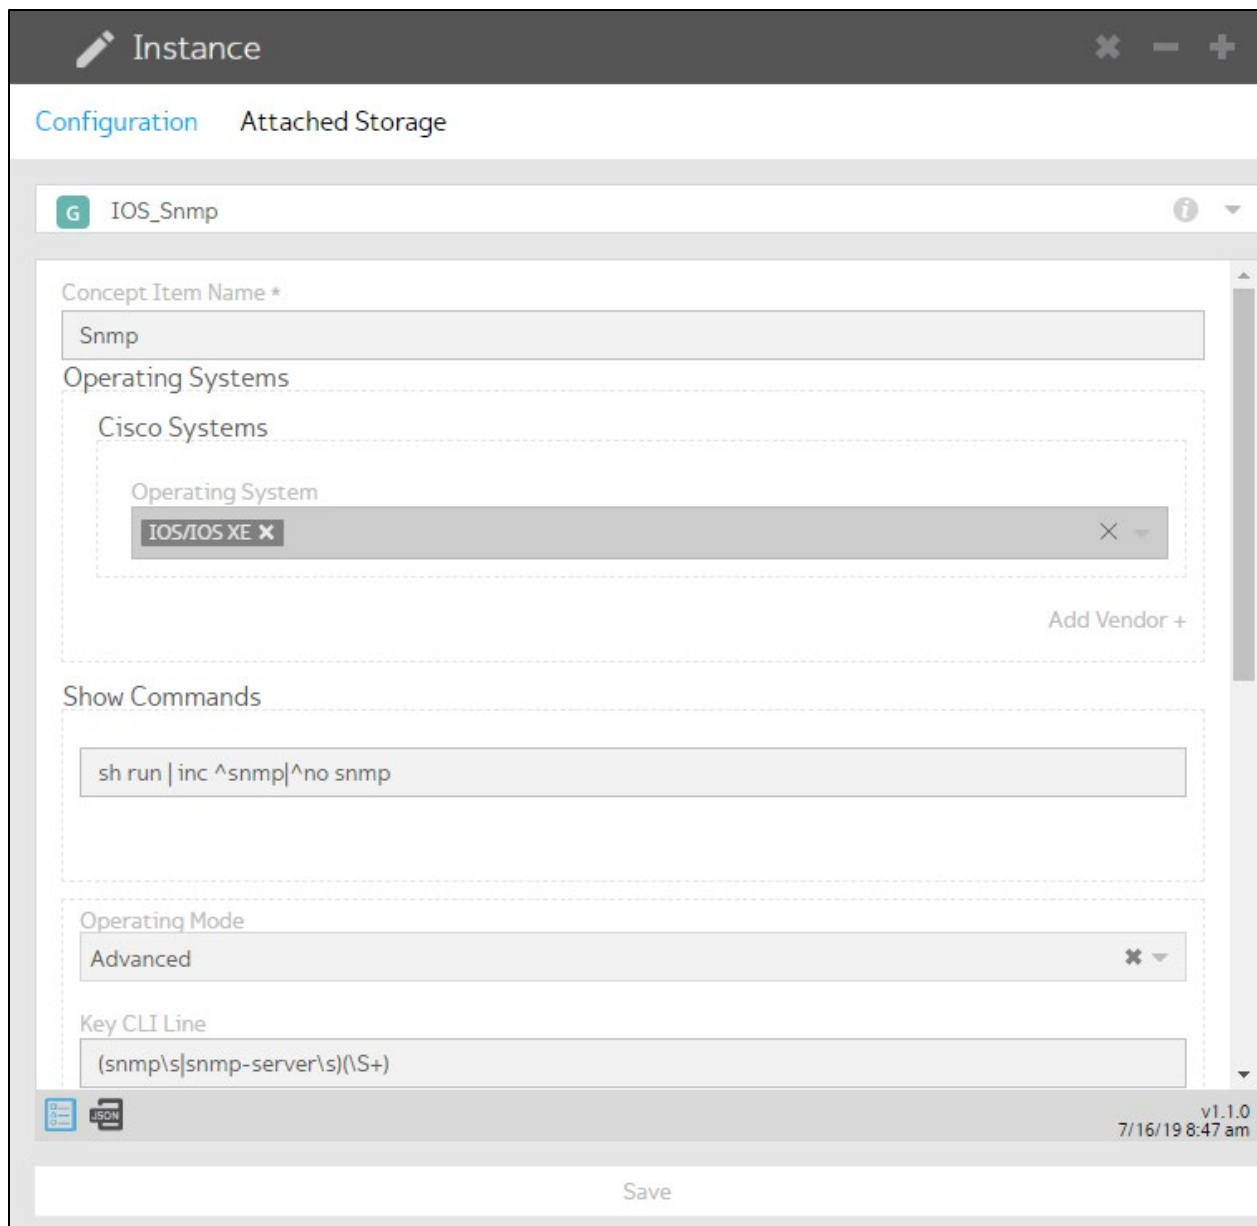 Instance
Configuration Attached Storage
G IOS_Snmp
Concept Item Name *
Snmp
Operating Systems
Cisco Systems
Operating System
IOS/IOS XE
Add Vendor +
Show Commands
sh run | inc ^snmp|^no snmp
Operating Mode
Advanced
Key CLI Line
(snmp\s|snmp-server\s)(\S+)
JSON
v1.1.0
7/16/19 8:47 am
Save